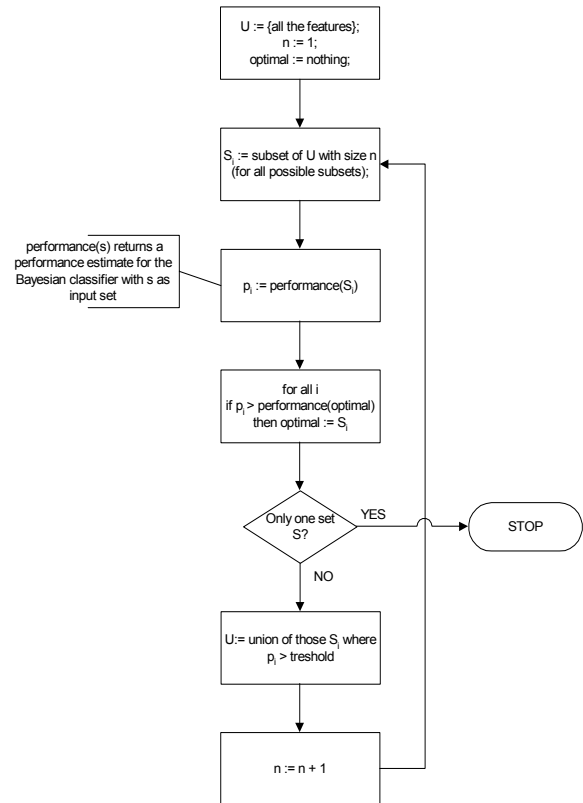 U := {all the features};
n := 1;
optimal := nothing;
Si := subset of U with size n
(for all possible subsets);
performance(s) returns a
performance estimate for the
Bayesian classifier with s as
input set
pi := performance(Si)
for all i
if pi > performance(optimal)
then optimal := Si
Only one set
S?
YES
STOP
NO
U:= union of those Si where
pi > treshold
n := n + 1